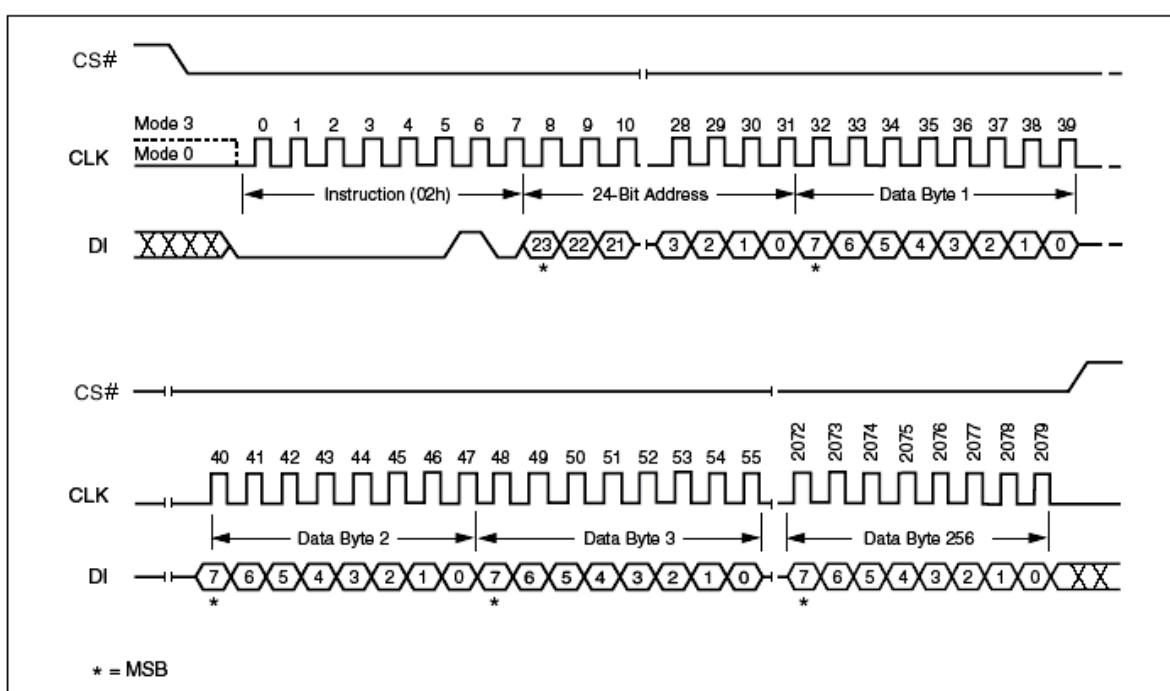 CS#
Mode 3
0 1 2 3 4 5 6 7 8 9 10 28 29 30 31 32 33 34 35 36 37 38 39
CLK
Mode 0
Instruction (02h) 24-Bit Address Data Byte 1
DI 23 22 21 3 2 1 0 7 6 5 4 3 2 1 0
* *
CS#
40 41 42 43 44 45 46 47 48 49 50 51 52 53 54 55 2072 2073 2074 2075 2076 2077 2078 2079
CLK
Data Byte 2 Data Byte 3 Data Byte 256
DI 7 6 5 4 3 2 1 0 7 6 5 4 3 2 1 0 7 6 5 4 3 2 1 0
* * *
* = MSB